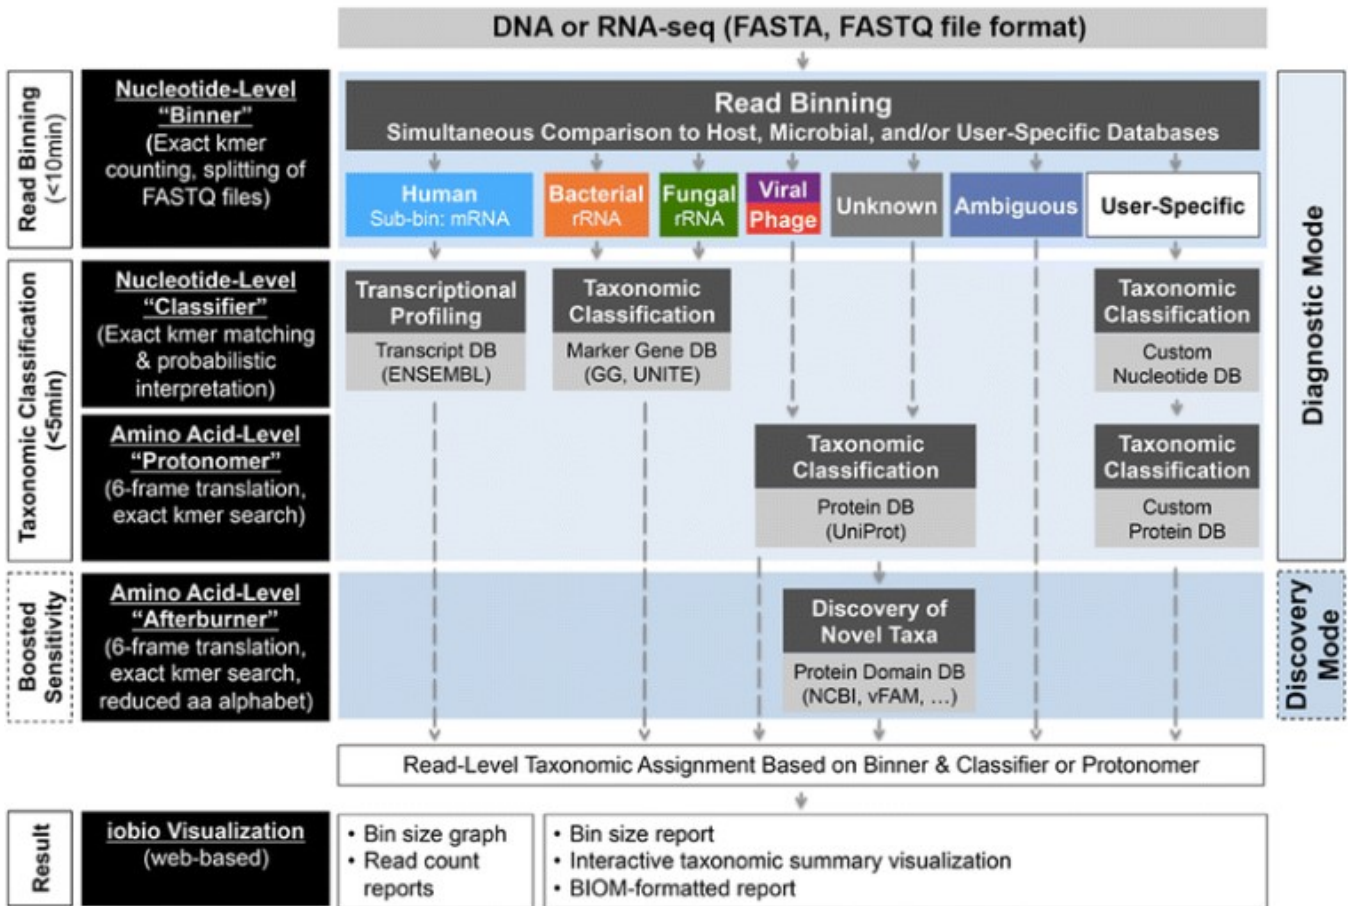 DNA or RNA-seq (FASTA, FASTQ file format)
Read Binning
(<10min)
Nucleotide-Level
“Binner”
(Exact kmer
counting, splitting of
FASTQ files)
Read Binning
Simultaneous Comparison to Host, Microbial, and/or User-Specific Databases
Human
Sub-bin: mRNA
Bacterial
rRNA
Fungal
rRNA
Viral
Phage
Unknown
Ambiguous
User-Specific
Diagnostic Mode
Taxonomic Classification
(<5min)
Nucleotide-Level
“Classifier”
(Exact kmer matching
& probabilistic
interpretation)
Transcriptional
Profiling
Transcript DB
(ENSEMBL)
Taxonomic
Classification
Marker Gene DB
(GG, UNITE)
Taxonomic
Classification
Custom
Nucleotide DB
Amino Acid-Level
“Protonomer”
(6-frame translation,
exact kmer search)
Taxonomic
Classification
Protein DB
(UniProt)
Taxonomic
Classification
Custom
Protein DB
Boosted
Sensitivity
Amino Acid-Level
“Afterburner”
(6-frame translation,
exact kmer search,
reduced aa alphabet)
Discovery of
Novel Taxa
Protein Domain DB
(NCBI, vFAM, …)
Discovery
Mode
Read-Level Taxonomic Assignment Based on Binner & Classifier or Protonomer
Result
iobio Visualization
(web-based)
• Bin size graph
• Read count
reports
• Bin size report
• Interactive taxonomic summary visualization
• BIOM-formatted report